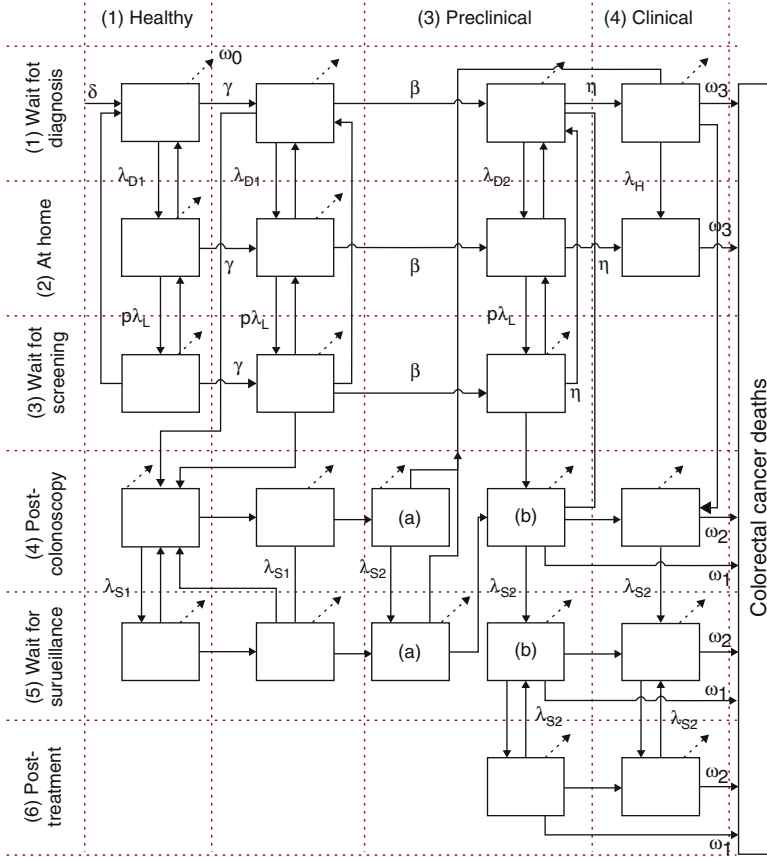 (1) Healthy
(3) Preclinical
(4) Clinical
(1) Wait fot
diagnosis
δ
ω0
γ
β
η
ω3
λD1
λD1
λD2
λH
(2) At home
γ
β
η
ω3
pλL
pλL
pλL
(3) Wait fot
screening
γ
β
η
(4) Post-
colonoscopy
(a)
(b)
ω2
ω1
λS1
λS1
λS2
λS2
λS2
(5) Wait for
surueillance
(a)
(b)
ω2
ω1
λS2
λS2
(6) Post-
treatment
ω2
ω1
Colorectal cancer deaths